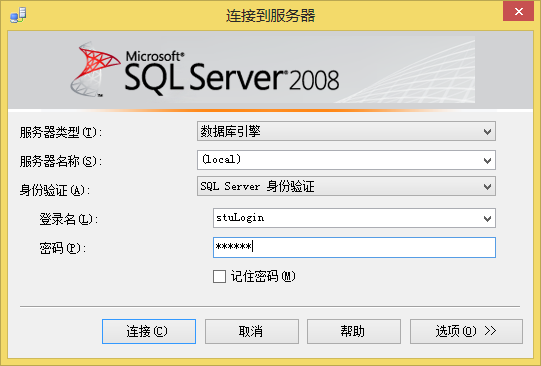 连接到服务器
Microsoft®
SQL Server® 2008
服务器类型(T): 数据库引擎
服务器名称(S): (local)
身份验证(A): SQL Server 身份验证
登录名(L): stuLogin
密码(P): ******
记住密码(M)
连接(C) 取消 帮助 选项(O) >>